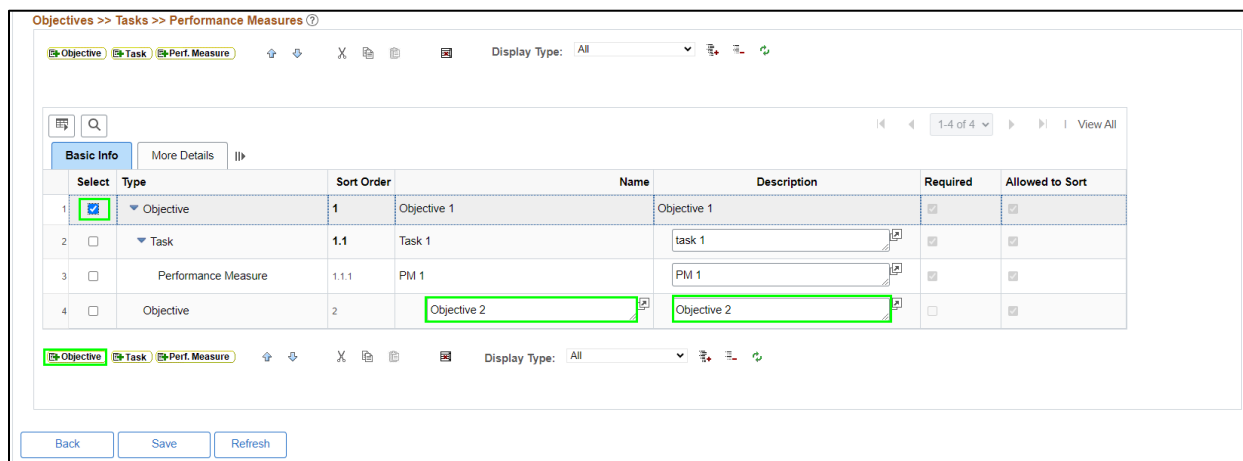 Objectives >> Tasks >> Performance Measures ?
Objective Task Perf. Measure Display Type: All
1-4 of 4 View All
Basic Info More Details
Select Type Sort Order Name Description Required Allowed to Sort
1 Objective 1 Objective 1 Objective 1
2 Task 1.1 Task 1 task 1
3 Performance Measure 1.1.1 PM 1 PM 1
4 Objective 2 Objective 2 Objective 2
Objective Task Perf. Measure Display Type: All
Back Save Refresh